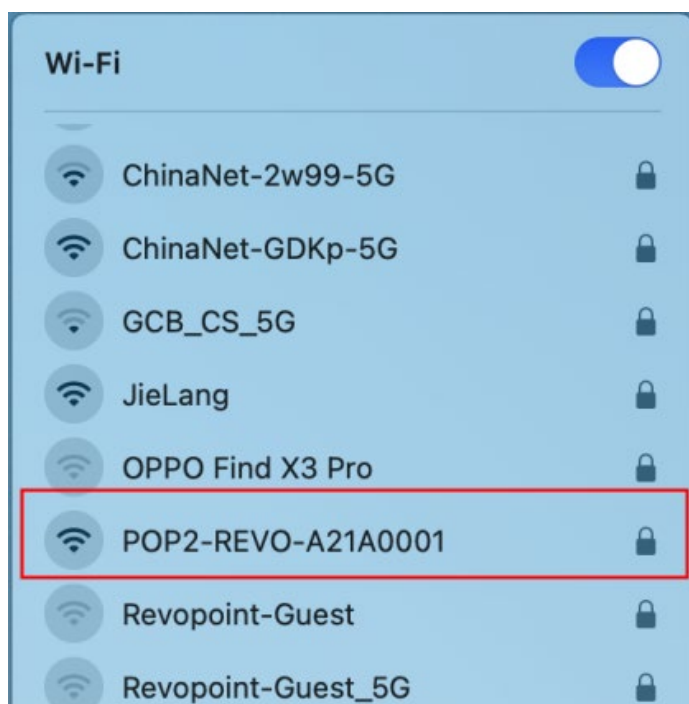 Wi-Fi
ChinaNet-2w99-5G
ChinaNet-GDKp-5G
GCB_CS_5G
JieLang
OPPO Find X3 Pro
POP2-REVO-A21A0001
Revopoint-Guest
Revopoint-Guest_5G